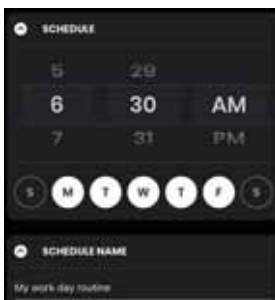 SCHEDULE
5 29
6 30 AM
7 31 PM
S M T W T F S
SCHEDULE NAME
My work day routine